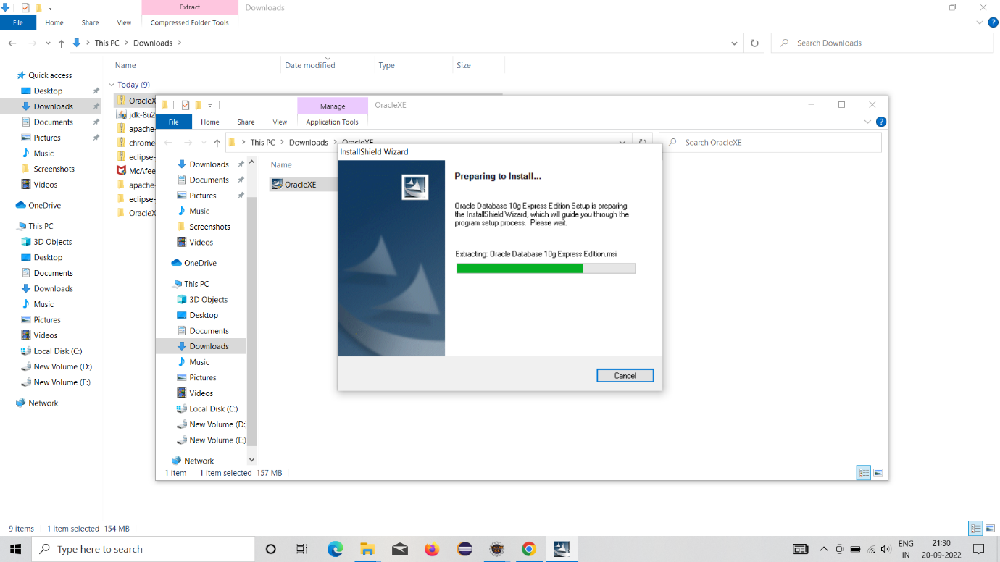 Extract
Downloads
File
Home
Share
View
Compressed Folder Tools
This PC
Downloads
Search Downloads
Name
Date modified
Type
Size
Quick access
Desktop
Downloads
Documents
Pictures
Music
Screenshots
Videos
OneDrive
This PC
3D Objects
Desktop
Documents
Downloads
Music
Pictures
Videos
Local Disk (C:)
New Volume (D:)
New Volume (E:)
Network
Today (9)
OracleX
jdk-8u2
apache-
chrome
eclipse-
McAfee
apache-
eclipse-
OracleX
Manage
OracleXE
File
Home
Share
View
Application Tools
This PC
Downloads
OracleXE
Search OracleXE
Downloads
Documents
Pictures
Music
Screenshots
Videos
OneDrive
This PC
3D Objects
Desktop
Documents
Downloads
Music
Pictures
Videos
Local Disk (C:)
New Volume (D:
New Volume (E:)
Network
Name
OracleXE
InstallShield Wizard
Preparing to Install...
Oracle Database 10g Express Edition Setup is preparing
the InstallShield Wizard, which will guide you through the
program setup process. Please wait.
Extracting: Oracle Database 10g Express Edition.msi
Cancel
1 item
1 item selected 157 MB
9 items
1 item selected 154 MB
Type here to search
ENG
IN
21:30
20-09-2022